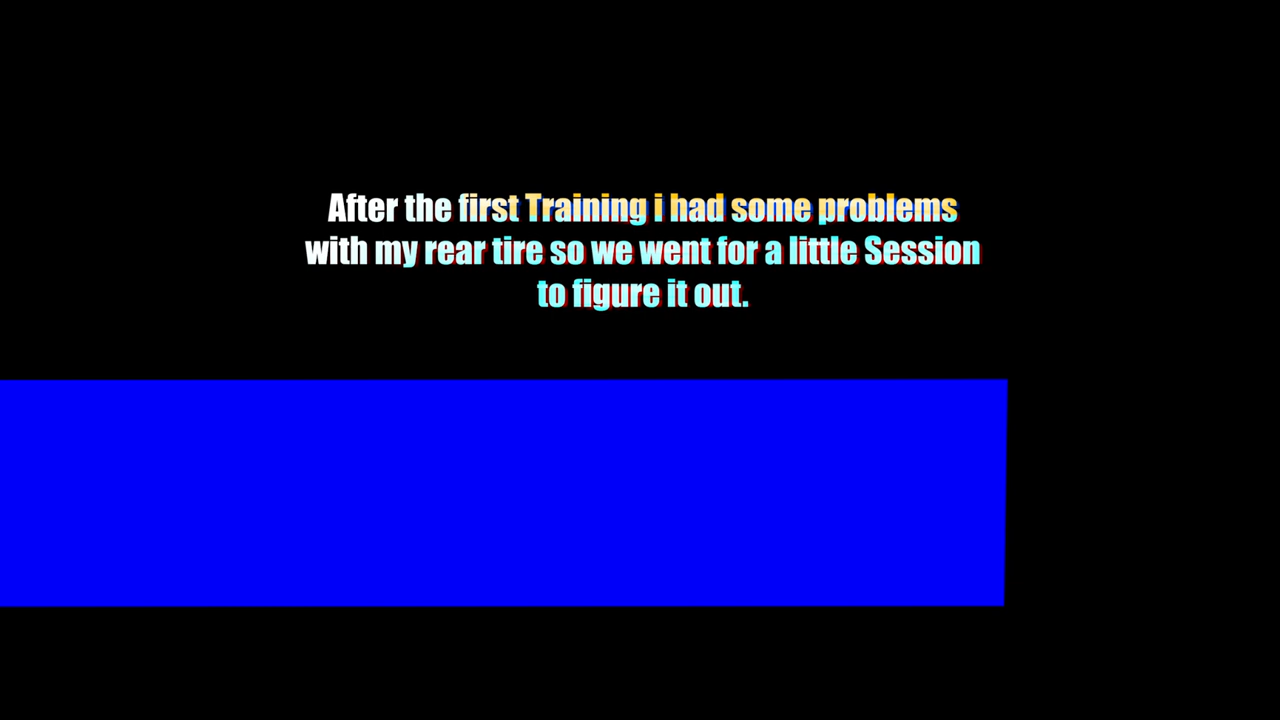 After the first Training i had some problems
with my rear tire so we went for a little Session
to figure it out.